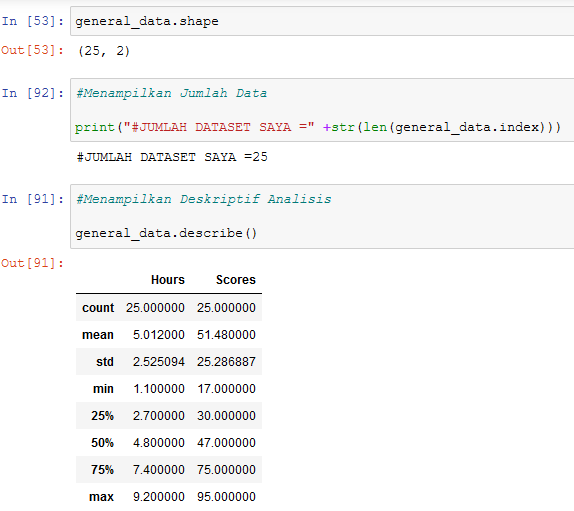 In [53]: general_data.shape
Out[53]: (25, 2)
In [92]: #Menampilkan Jumlah Data
print("#JUMLAH DATASET SAYA =" +str(len(general_data.index)))
#JUMLAH DATASET SAYA =25
In [91]: #Menampilkan Deskriptif Analisis
general_data.describe()
Out[91]:
Hours Scores
count 25.000000 25.000000
mean 5.012000 51.480000
std 2.525094 25.286887
min 1.100000 17.000000
25% 2.700000 30.000000
50% 4.800000 47.000000
75% 7.400000 75.000000
max 9.200000 95.000000